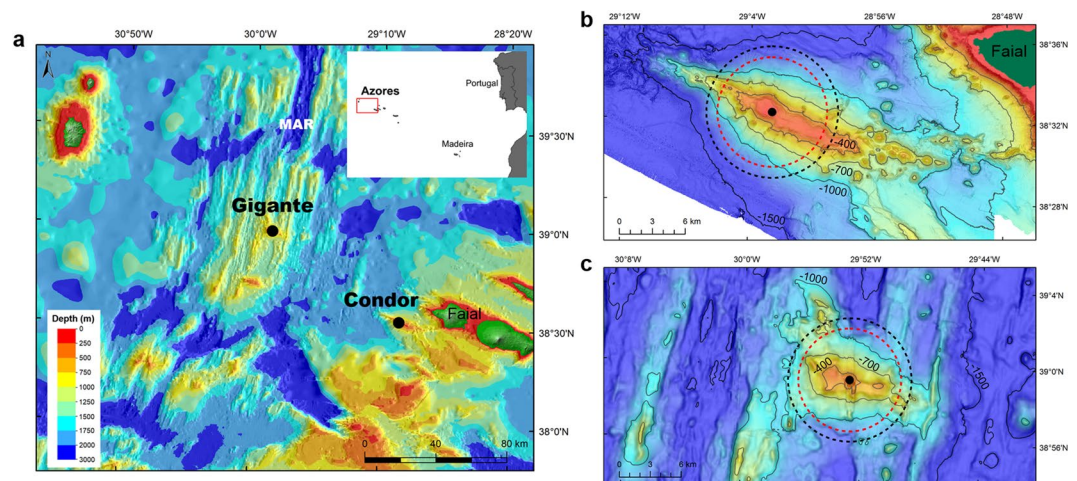 a
30°50'W
30°0'W
29°10'W
28°20'W
N
Azores
Portugal
Madeira
MAR
39°30'N
Gigante
39°0'N
Condor
Faial
38°30'N
38°0'N
Depth (m)
0
250
500
750
1000
1250
1500
1750
2000
3000
0 40 80 km
b
29°12'W
29°4'W
28°56'W
28°48'W
Faial
38°36'N
38°32'N
38°28'N
-400
-700
-1000
-1500
0 3 6 km
c
30°8'W
30°0'W
29°52'W
29°44'W
-1000
-400
-700
-1500
39°4'N
39°0'N
38°56'N
0 3 6 km